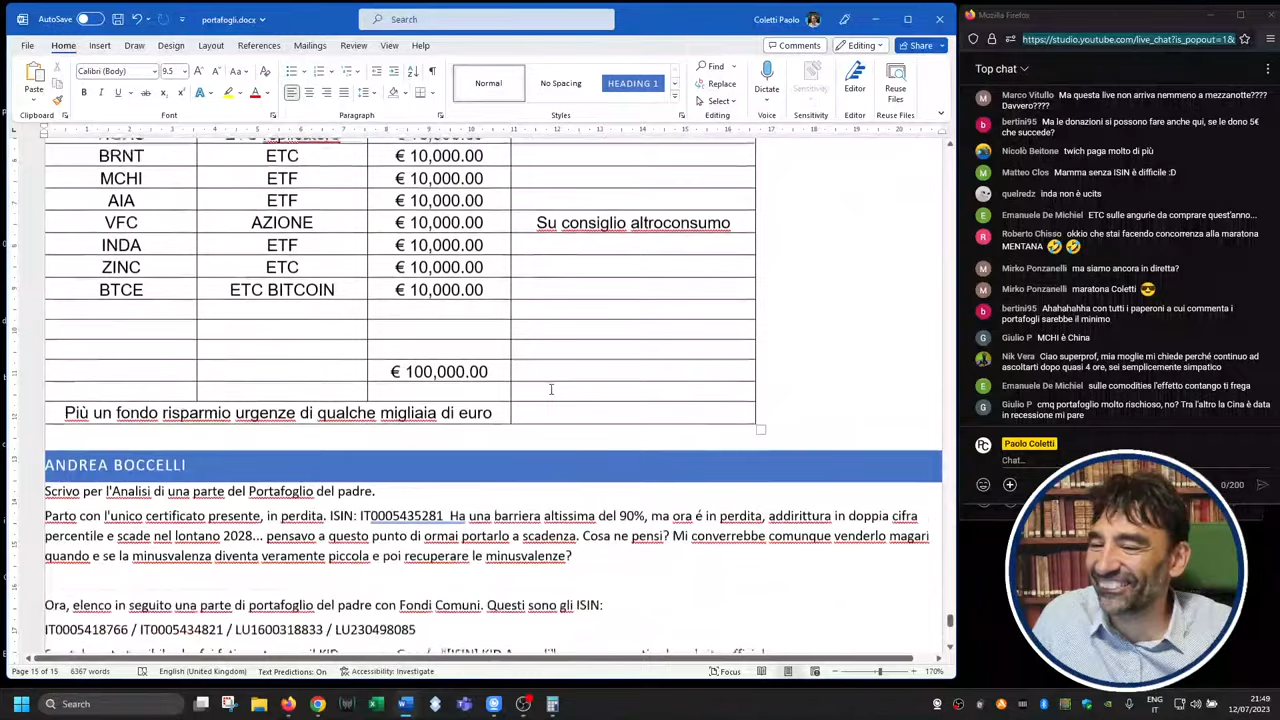 AutoSave Off
portafogli.docx
Search
Coletti Paolo
File Home Insert Draw Design Layout References Mailings Review View Help
Comments Editing Share
Paste
Calibri (Body) 9.5
Normal No Spacing HEADING 1
Find
Replace
Select
Dictate
Sensitivity
Editor
Reuse
Files
Clipboard Font Paragraph Styles Editing Voice Sensitivity Editor Reuse Files
BRNT ETC € 10,000.00
MCHI ETF € 10,000.00
AIA ETF € 10,000.00
VFC AZIONE € 10,000.00 Su consiglio altroconsumo
INDA ETF € 10,000.00
ZINC ETC € 10,000.00
BTCE ETC BITCOIN € 10,000.00
€ 100,000.00
Più un fondo risparmio urgenze di qualche migliaia di euro
ANDREA BOCCELLI
Scrivo per l'Analisi di una parte del Portafoglio del padre.
Parto con l'unico certificato presente, in perdita. ISIN: IT0005435281 Ha una barriera altissima del 90%, ma ora é in perdita, addirittura in doppia cifra
percentile e scade nel lontano 2028... pensavo a questo punto di ormai portarlo a scadenza. Cosa ne pensi? Mi converrebbe comunque venderlo magari
quando e se la minusvalenza diventa veramente piccola e poi recuperare le minusvalenze?
Ora, elenco in seguito una parte di portafoglio del padre con Fondi Comuni. Questi sono gli ISIN:
IT0005418766 / IT0005434821 / LU1600318833 / LU230498085
Page 15 of 15 6367 words English (United Kingdom) Text Predictions: On Accessibility: Investigate
Focus 170%
Mozilla Firefox
https://studio.youtube.com/live_chat?is_popout=1&
Top chat
Marco Vitullo Ma questa live non arriva nemmeno a mezzanotte????
Davvero????
bertini95 Ma le donazioni si possono fare anche qui, se le dono 5€
che succede?
Nicolò Beitone twich paga molto di più
Matteo Clos Mamma senza ISIN è difficile :D
quelredz inda non è ucits
Emanuele De Michiel ETC sulle angurie da comprare quest'anno...
Roberto Chisso okkio che stai facendo concorrenza alla maratona
MENTANA
Mirko Ponzanelli ma siamo ancora in diretta?
Mirko Ponzanelli maratona Coletti
bertini95 Ahahahahha con tutti i paperoni a cui commenta i
portafogli sarebbe il minimo
Giulio P MCHI è China
Nik Vera Ciao superprof, mia moglie mi chiede perché continuo ad
ascoltarti dopo quasi 4 ore, sei semplicemente simpatico
Emanuele De Michiel sulle comodities l'effetto contango ti frega
Giulio P cmq portafoglio molto rischioso, no? Tra l'altro la Cina è data
in recessione mi pare
Paolo Coletti
Chat...
0/200
Search
ENG
IT
21:49
12/07/2023